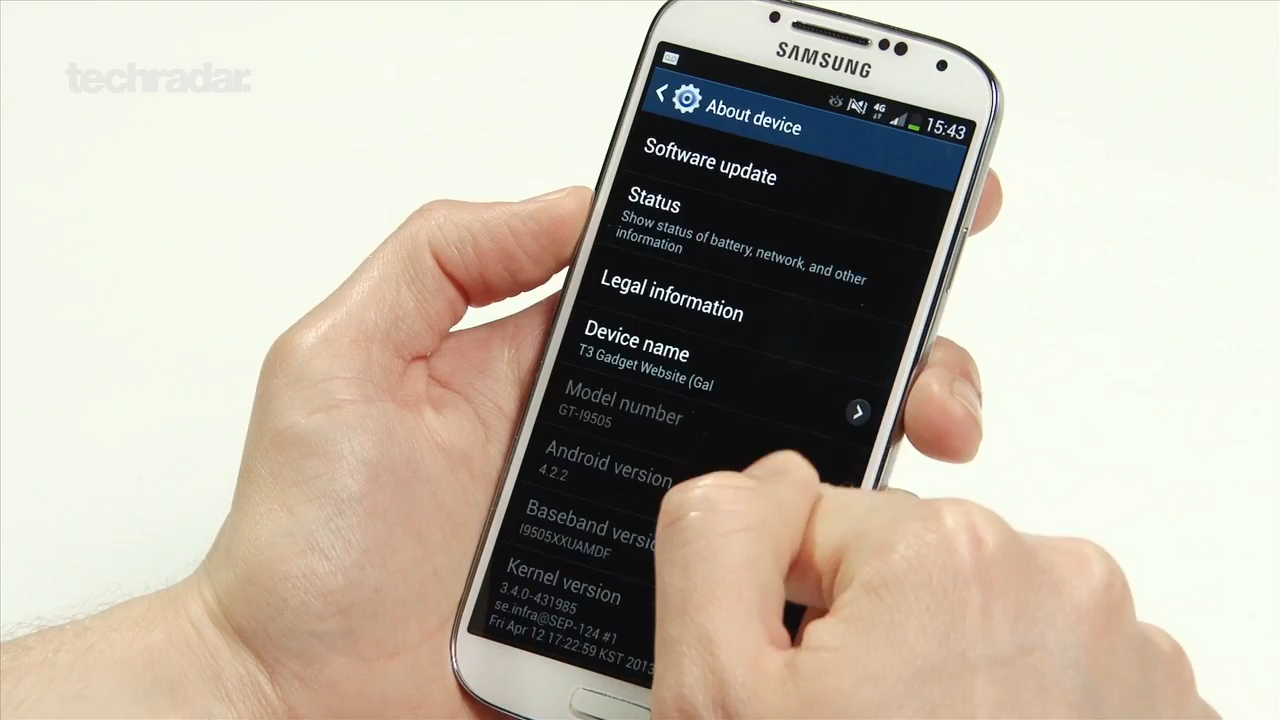 techradar.
SAMSUNG
4G
15:43
About device
Software update
Status
Show status of battery, network, and other
information
Legal information
Device name
T3 Gadget Website (Gal
Model number
GT-I9505
Android version
4.2.2
Baseband versio
I9505XXUAMDF
Kernel version
3.4.0-431985
se.infra@SEP-124 #1
Fri Apr 12 17:22:59 KST 2013